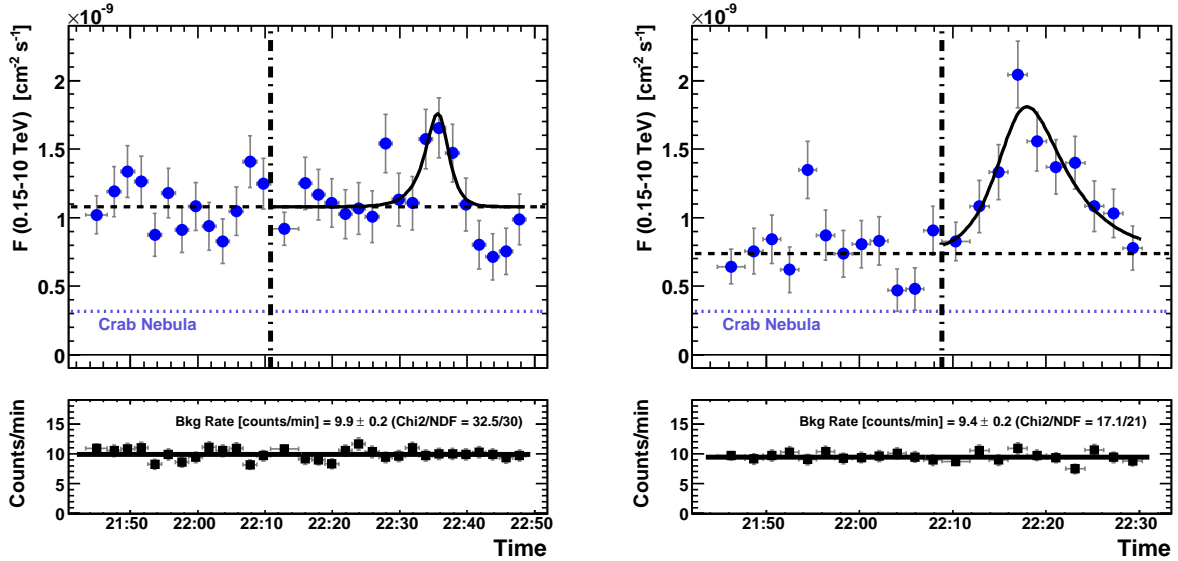 ×10⁻⁹
F (0.15-10 TeV) [cm⁻² s⁻¹]
2
1.5
1
0.5
0
Crab Nebula
Counts/min
15
10
5
0
Bkg Rate [counts/min] = 9.9 ± 0.2 (Chi2/NDF = 32.5/30)
21:50 22:00 22:10 22:20 22:30 22:40 22:50
Time
×10⁻⁹
F (0.15-10 TeV) [cm⁻² s⁻¹]
2
1.5
1
0.5
0
Crab Nebula
Counts/min
15
10
5
0
Bkg Rate [counts/min] = 9.4 ± 0.2 (Chi2/NDF = 17.1/21)
21:50 22:00 22:10 22:20 22:30
Time